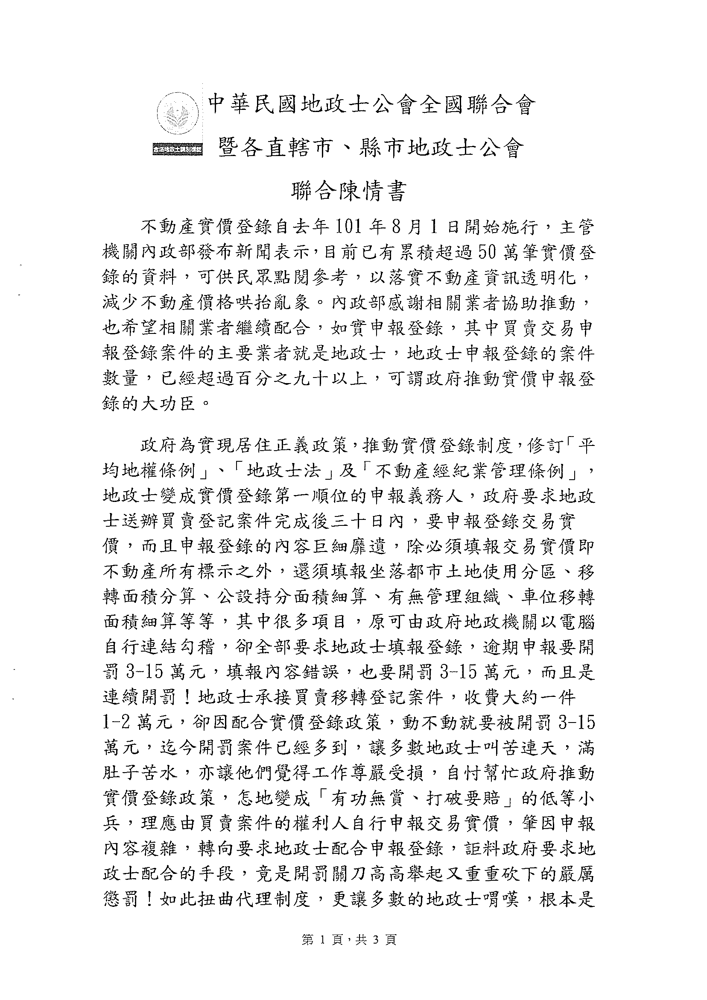 中華民國地政士公會全國聯合會
暨各直轄市、縣市地政士公會
聯合陳情書
不動產實價登錄自去年101年8月1日開始施行，主管
機關內政部發布新聞表示，目前已有累積超過50萬筆實價登
錄的資料，可供民眾點閱參考，以落實不動產資訊透明化，
減少不動產價格哄抬亂象。內政部感謝相關業者協助推動，
也希望相關業者繼續配合，如實申報登錄，其中買賣交易申
報登錄案件的主要業者就是地政士，地政士申報登錄的案件
數量，已經超過百分之九十以上，可謂政府推動實價申報登
錄的大功臣。
政府為實現居住正義政策，推動實價登錄制度，修訂「平
均地權條例」、「地政士法」及「不動產經紀業管理條例」，
地政士變成實價登錄第一順位的申報義務人，政府要求地政
士送辦買賣登記案件完成後三十日內，要申報登錄交易實
價，而且申報登錄的內容巨細靡遺，除必須填報交易實價即
不動產所有標示之外，還須填報坐落都市土地使用分區、移
轉面積分算、公設持分面積細算、有無管理組織、車位移轉
面積細算等等，其中很多項目，原可由政府地政機關以電腦
自行連結勾稽，卻全部要求地政士填報登錄，逾期申報要開
罰3-15萬元，填報內容錯誤，也要開罰3-15萬元，而且是
連續開罰！地政士承接買賣移轉登記案件，收費大約一件
1-2萬元，卻因配合實價登錄政策，動不動就要被開罰3-15
萬元，迄今開罰案件已經多到，讓多數地政士叫苦連天，滿
肚子苦水，亦讓他們覺得工作尊嚴受損，自忖幫忙政府推動
實價登錄政策，怎地變成「有功無賞、打破要賠」的低等小
兵，理應由買賣案件的權利人自行申報交易實價，肇因申報
內容複雜，轉向要求地政士配合申報登錄，詎料政府要求地
政士配合的手段，竟是開罰關刀高高舉起又重重砍下的嚴厲
懲罰！如此扭曲代理制度，更讓多數的地政士喟嘆，根本是
第 1 頁，共 3 頁